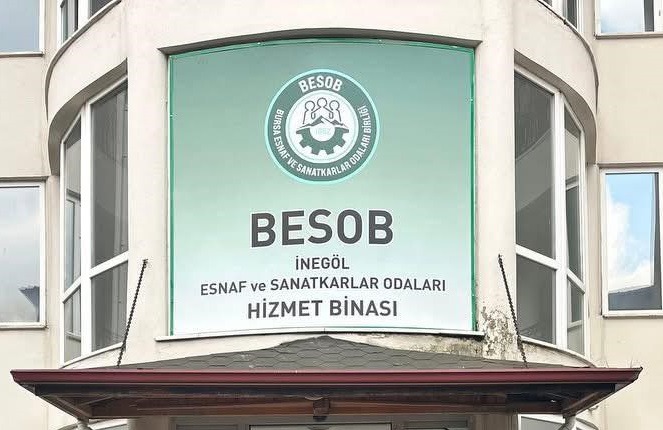 BESOB
BURSA ESNAF VE SANATKARLAR ODALARI BİRLİĞİ
1952
BESOB
İNEGÖL
ESNAF ve SANATKARLAR ODALARI
HİZMET BİNASI